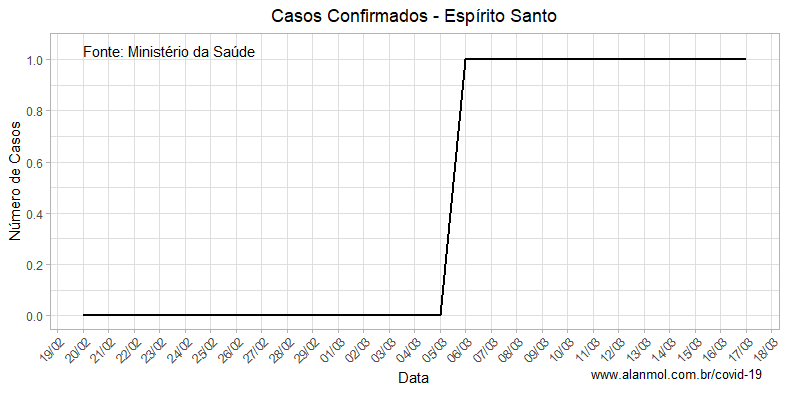 Casos Confirmados - Espírito Santo
Fonte: Ministério da Saúde
Número de Casos
1.0
0.8
0.6
0.4
0.2
0.0
19/02 20/02 21/02 22/02 23/02 24/02 25/02 26/02 27/02 28/02 29/02 01/03 02/03 03/03 04/03 05/03 06/03 07/03 08/03 09/03 10/03 11/03 12/03 13/03 14/03 15/03 16/03 17/03 18/03
Data
www.alanmol.com.br/covid-19